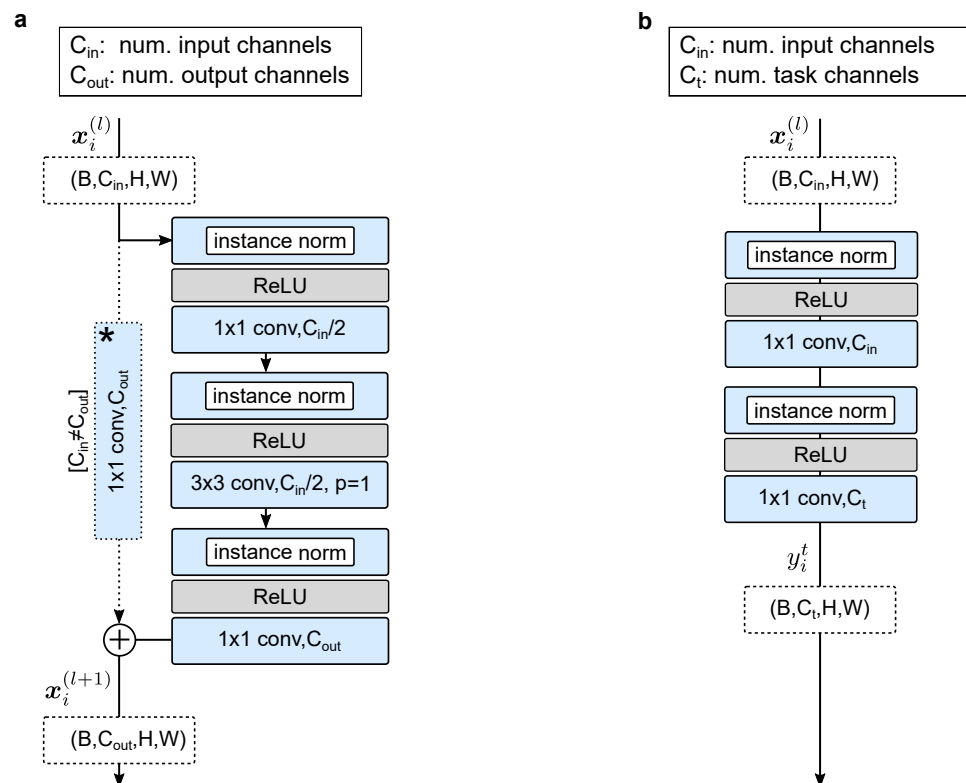 a
C_in: num. input channels
C_out: num. output channels
x_i^(l)
(B,C_in,H,W)
instance norm
ReLU
1x1 conv,C_in/2
instance norm
ReLU
3x3 conv,C_in/2, p=1
instance norm
ReLU
1x1 conv,C_out
[C_in≠C_out]
*
1x1 conv,C_out
+
x_i^(l+1)
(B,C_out,H,W)
b
C_in: num. input channels
C_t: num. task channels
x_i^(l)
(B,C_in,H,W)
instance norm
ReLU
1x1 conv,C_in
instance norm
ReLU
1x1 conv,C_t
y_i^t
(B,C_t,H,W)